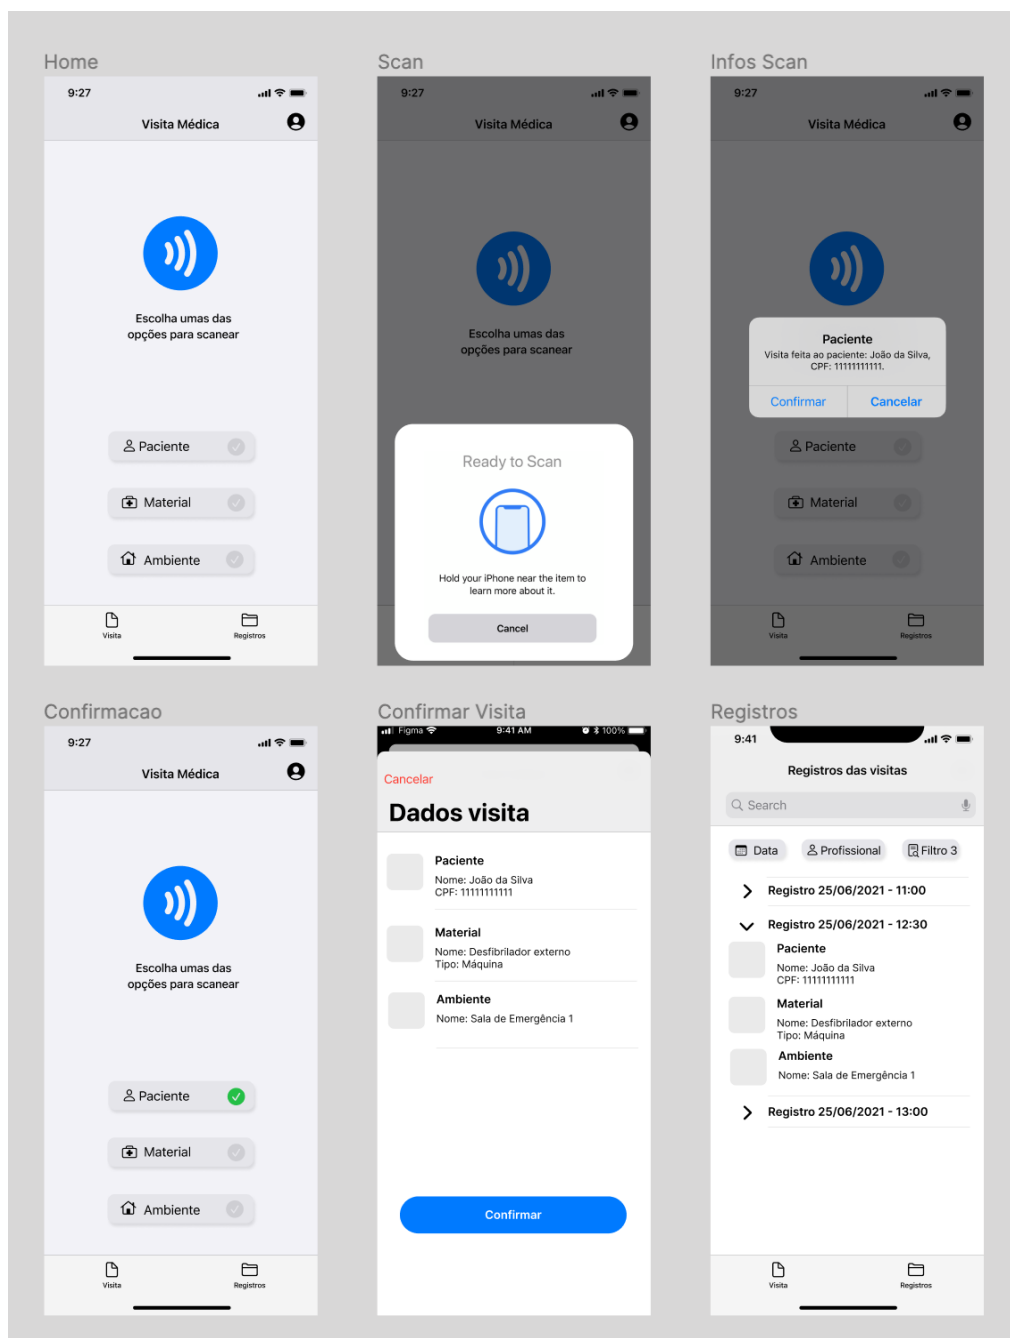 Home
9:27
Visita Médica
Escolha umas das
opções para scanear
Paciente
Material
Ambiente
Visita
Registros
Scan
9:27
Visita Médica
Escolha umas das
opções para scanear
Ready to Scan
Hold your iPhone near the item to
learn more about it.
Cancel
Infos Scan
9:27
Visita Médica
Paciente
Visita feita ao paciente: João da Silva,
CPF: 11111111111.
Confirmar
Cancelar
Paciente
Material
Ambiente
Visita
Registros
Confirmacao
9:27
Visita Médica
Escolha umas das
opções para scanear
Paciente
Material
Ambiente
Visita
Registros
Confirmar Visita
Figma 9:41 AM 100%
Cancelar
Dados visita
Paciente
Nome: João da Silva
CPF: 11111111111
Material
Nome: Desfibrilador externo
Tipo: Máquina
Ambiente
Nome: Sala de Emergência 1
Confirmar
Registros
9:41
Registros das visitas
Search
Data Profissional Filtro 3
Registro 25/06/2021 - 11:00
Registro 25/06/2021 - 12:30
Paciente
Nome: João da Silva
CPF: 11111111111
Material
Nome: Desfibrilador externo
Tipo: Máquina
Ambiente
Nome: Sala de Emergência 1
Registro 25/06/2021 - 13:00
Visita
Registros